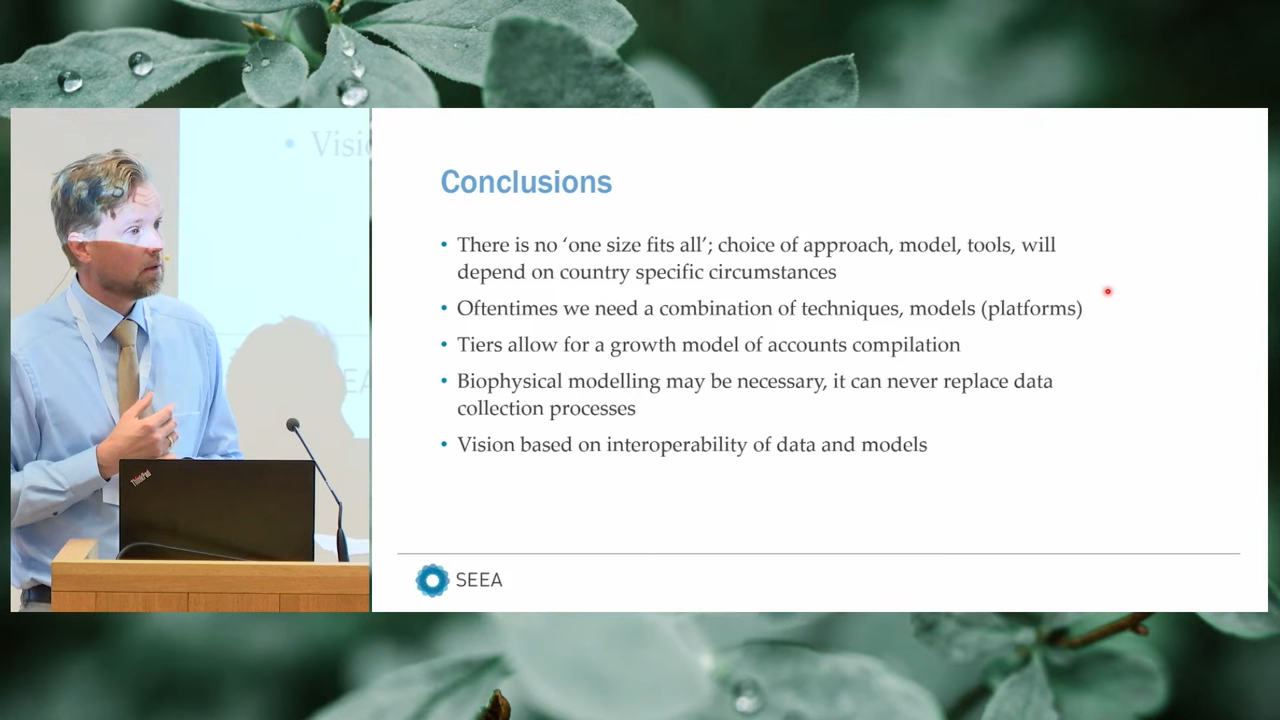 • Visi
ThinkPad
Conclusions
• There is no ‘one size fits all’; choice of approach, model, tools, will
depend on country specific circumstances
• Oftentimes we need a combination of techniques, models (platforms)
• Tiers allow for a growth model of accounts compilation
• Biophysical modelling may be necessary, it can never replace data
collection processes
• Vision based on interoperability of data and models
SEEA